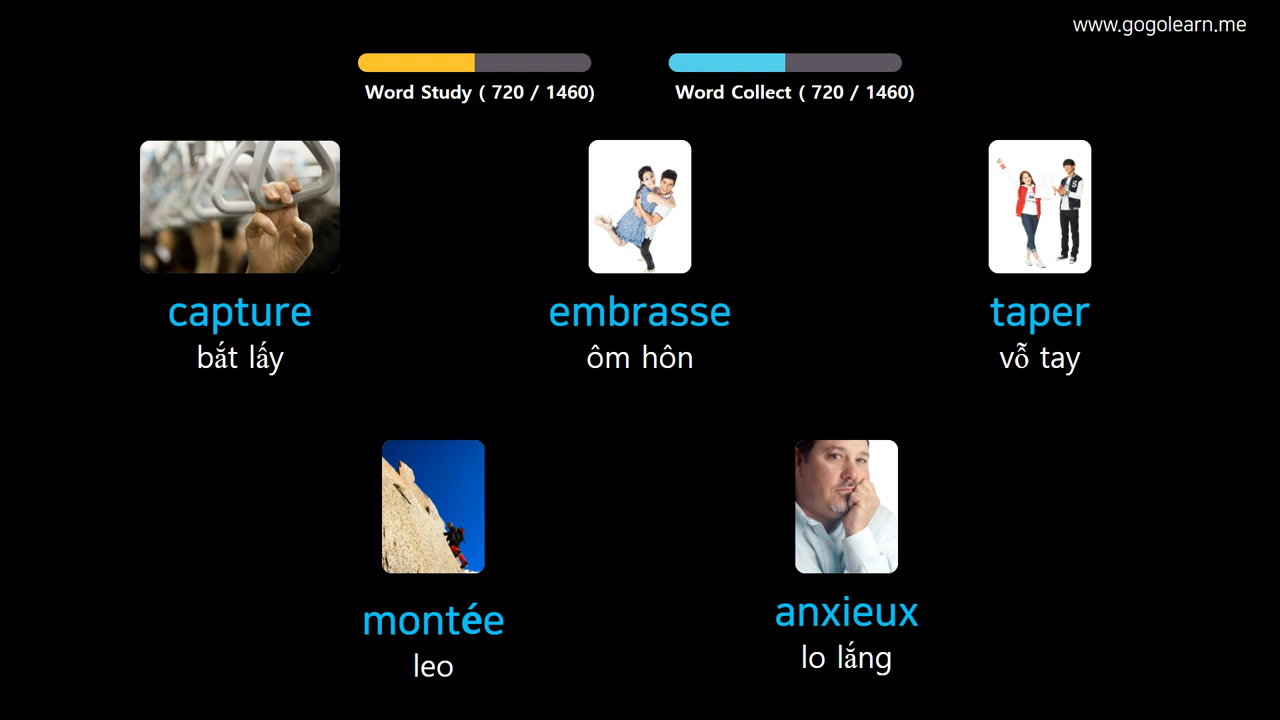 www.gogolearn.me
Word Study ( 720 / 1460)
Word Collect ( 720 / 1460)
capture
bắt lấy
embrasse
ôm hôn
taper
vỗ tay
montée
leo
anxieux
lo lắng